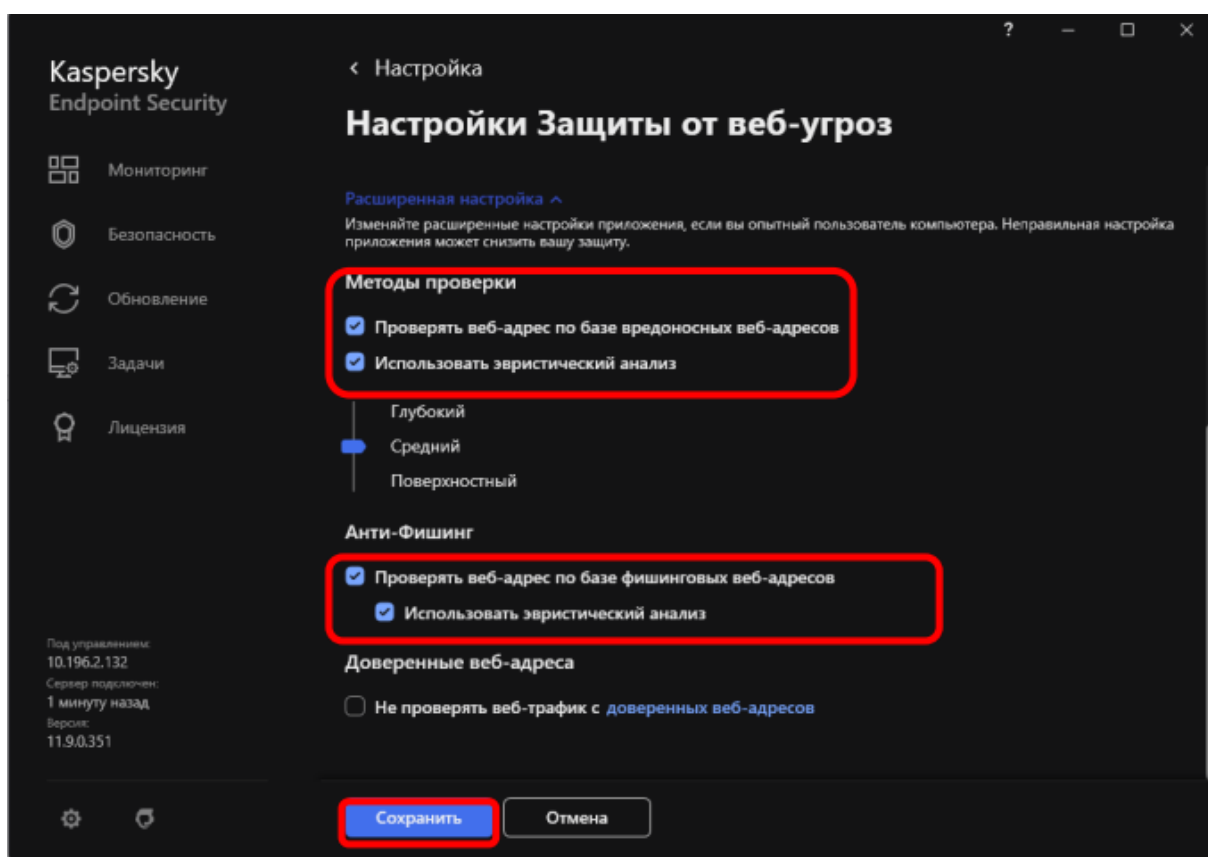 ?
Kaspersky
Endpoint Security
Мониторинг
Безопасность
Обновление
Задачи
Лицензия
Под управлением:
10.196.2.132
Сервер подключен:
1 минуту назад
Версия:
11.9.0.351
Настройка
Настройки Защиты от веб-угроз
Расширенная настройка
Изменяйте расширенные настройки приложения, если вы опытный пользователь компьютера. Неправильная настройка
приложения может снизить вашу защиту.
Методы проверки
Проверять веб-адрес по базе вредоносных веб-адресов
Использовать эвристический анализ
Глубокий
Средний
Поверхностный
Анти-Фишинг
Проверять веб-адрес по базе фишинговых веб-адресов
Использовать эвристический анализ
Доверенные веб-адреса
Не проверять веб-трафик с доверенных веб-адресов
Сохранить
Отмена